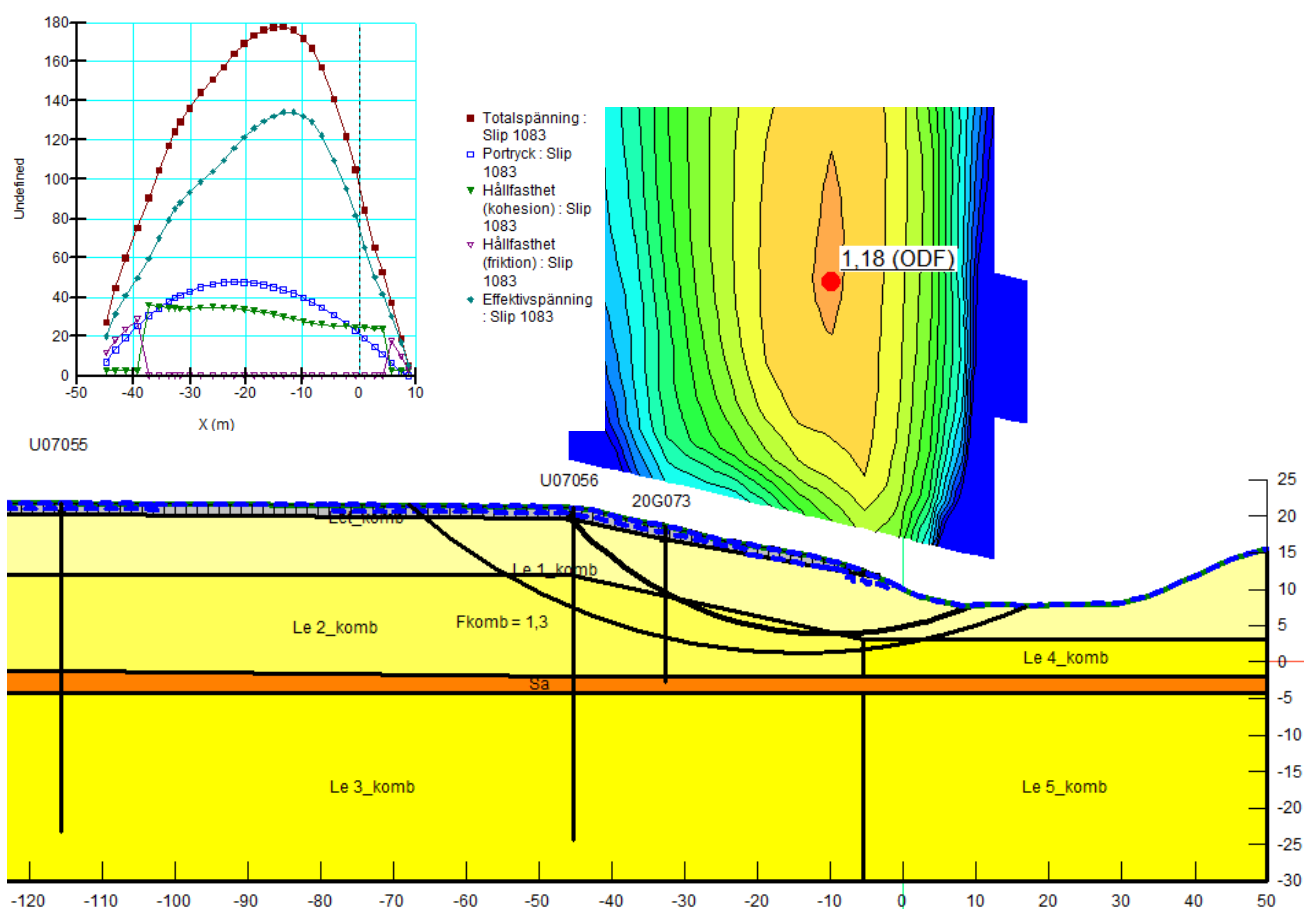 180
160
140
120
100
80
60
40
20
0
Undefined
-50
-40
-30
-20
-10
0
10
X (m)
Totalspänning :
Slip 1083
Portryck : Slip
1083
Hållfasthet
(kohesion) : Slip
1083
Hållfasthet
(friktion) : Slip
1083
Effektivspänning
: Slip 1083
1,18 (ODF)
U07055
U07056
20G073
Le 1_komb
Le 2_komb
Fkomb = 1,3
Le 4_komb
Sa
Le 3_komb
Le 5_komb
25
20
15
10
5
0
-5
-10
-15
-20
-25
-30
-120
-110
-100
-90
-80
-70
-60
-50
-40
-30
-20
-10
0
10
20
30
40
50